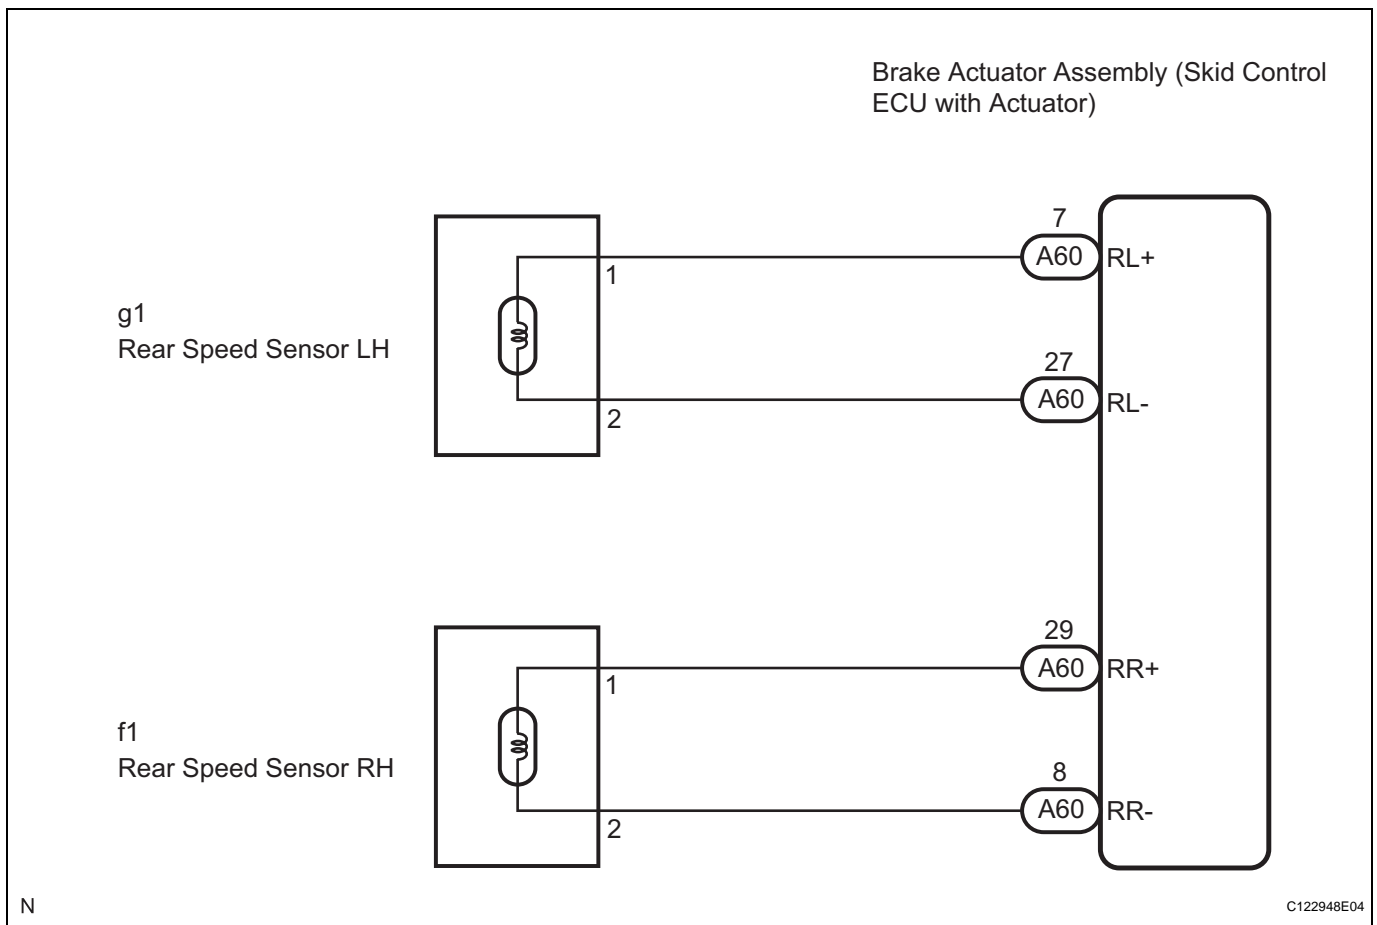 Brake Actuator Assembly (Skid Control
ECU with Actuator)
7
1
A60
RL+
g1
Rear Speed Sensor LH
27
2
A60
RL-
29
1
A60
RR+
f1
Rear Speed Sensor RH
8
2
A60
RR-
N
C122948E04